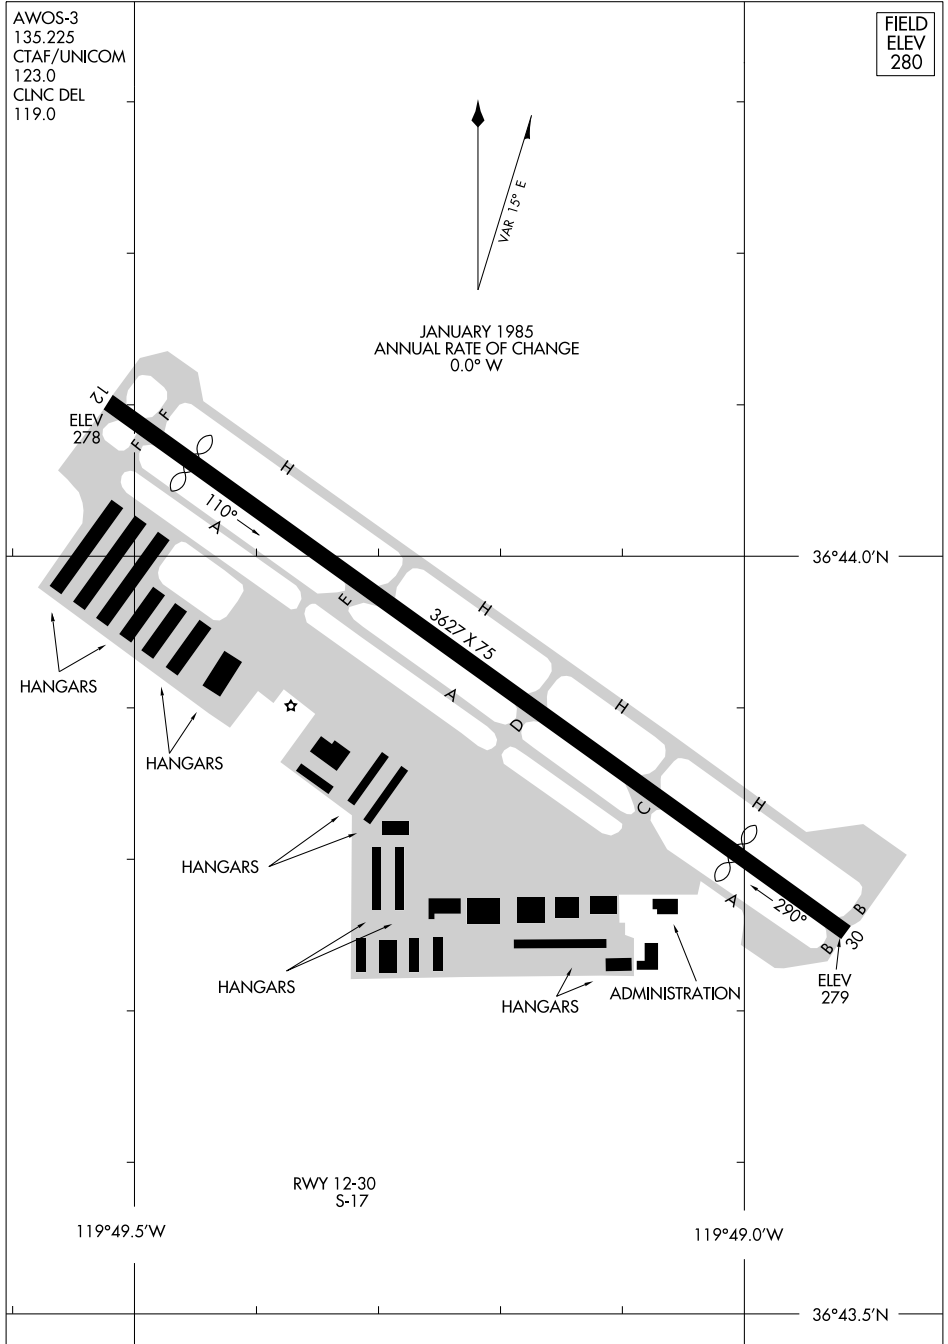 AWOS-3
135.225
CTAF/UNICOM
123.0
CLNC DEL
119.0
FIELD
ELEV
280
VAR 15° E
JANUARY 1985
ANNUAL RATE OF CHANGE
0.0° W
12
ELEV
278
F
F
H
110°
A
36°44.0'N
E
H
3627 X 75
HANGARS
A
H
D
HANGARS
C
H
HANGARS
A
290°
B
B
30
HANGARS
HANGARS
ADMINISTRATION
ELEV
279
RWY 12-30
S-17
119°49.5'W
119°49.0'W
36°43.5'N